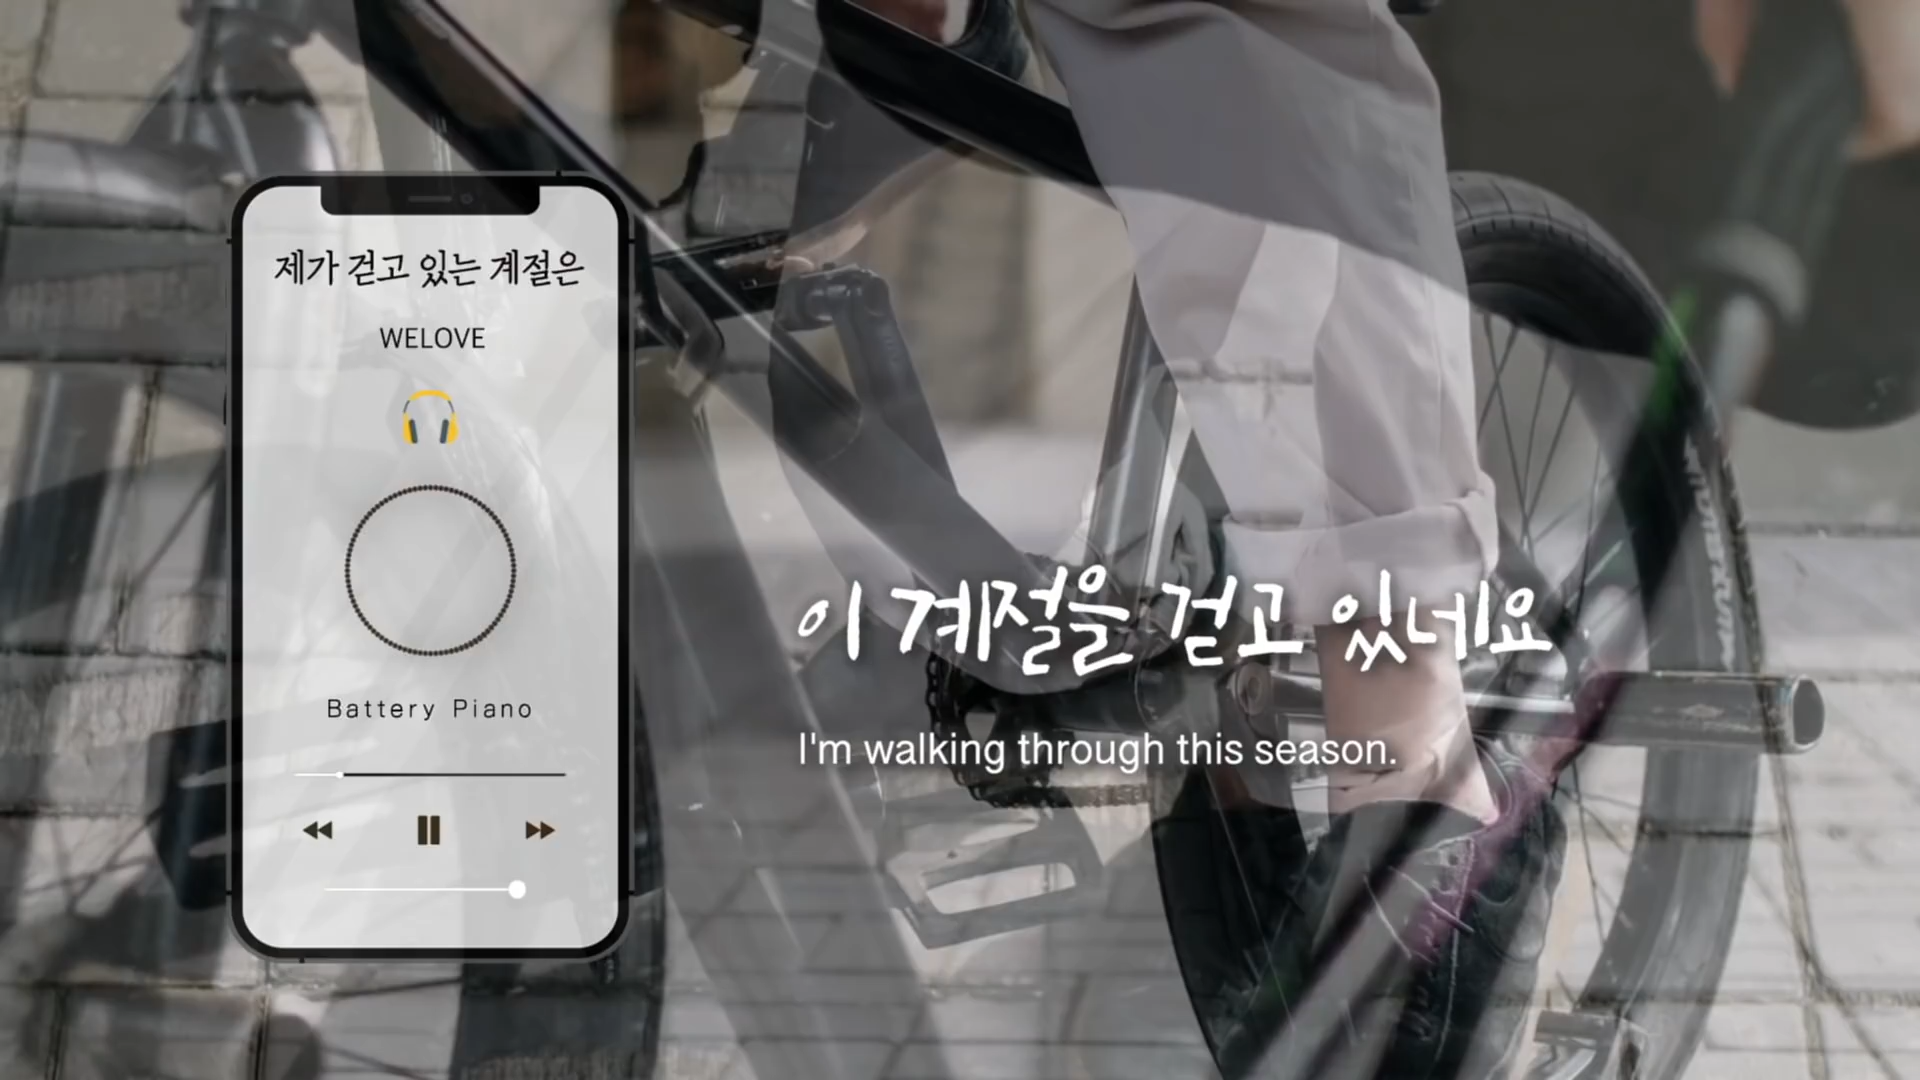 제가 걷고 있는 계절은
WELOVE
Battery Piano
이 계절을 걷고 있네요
I'm walking through this season.